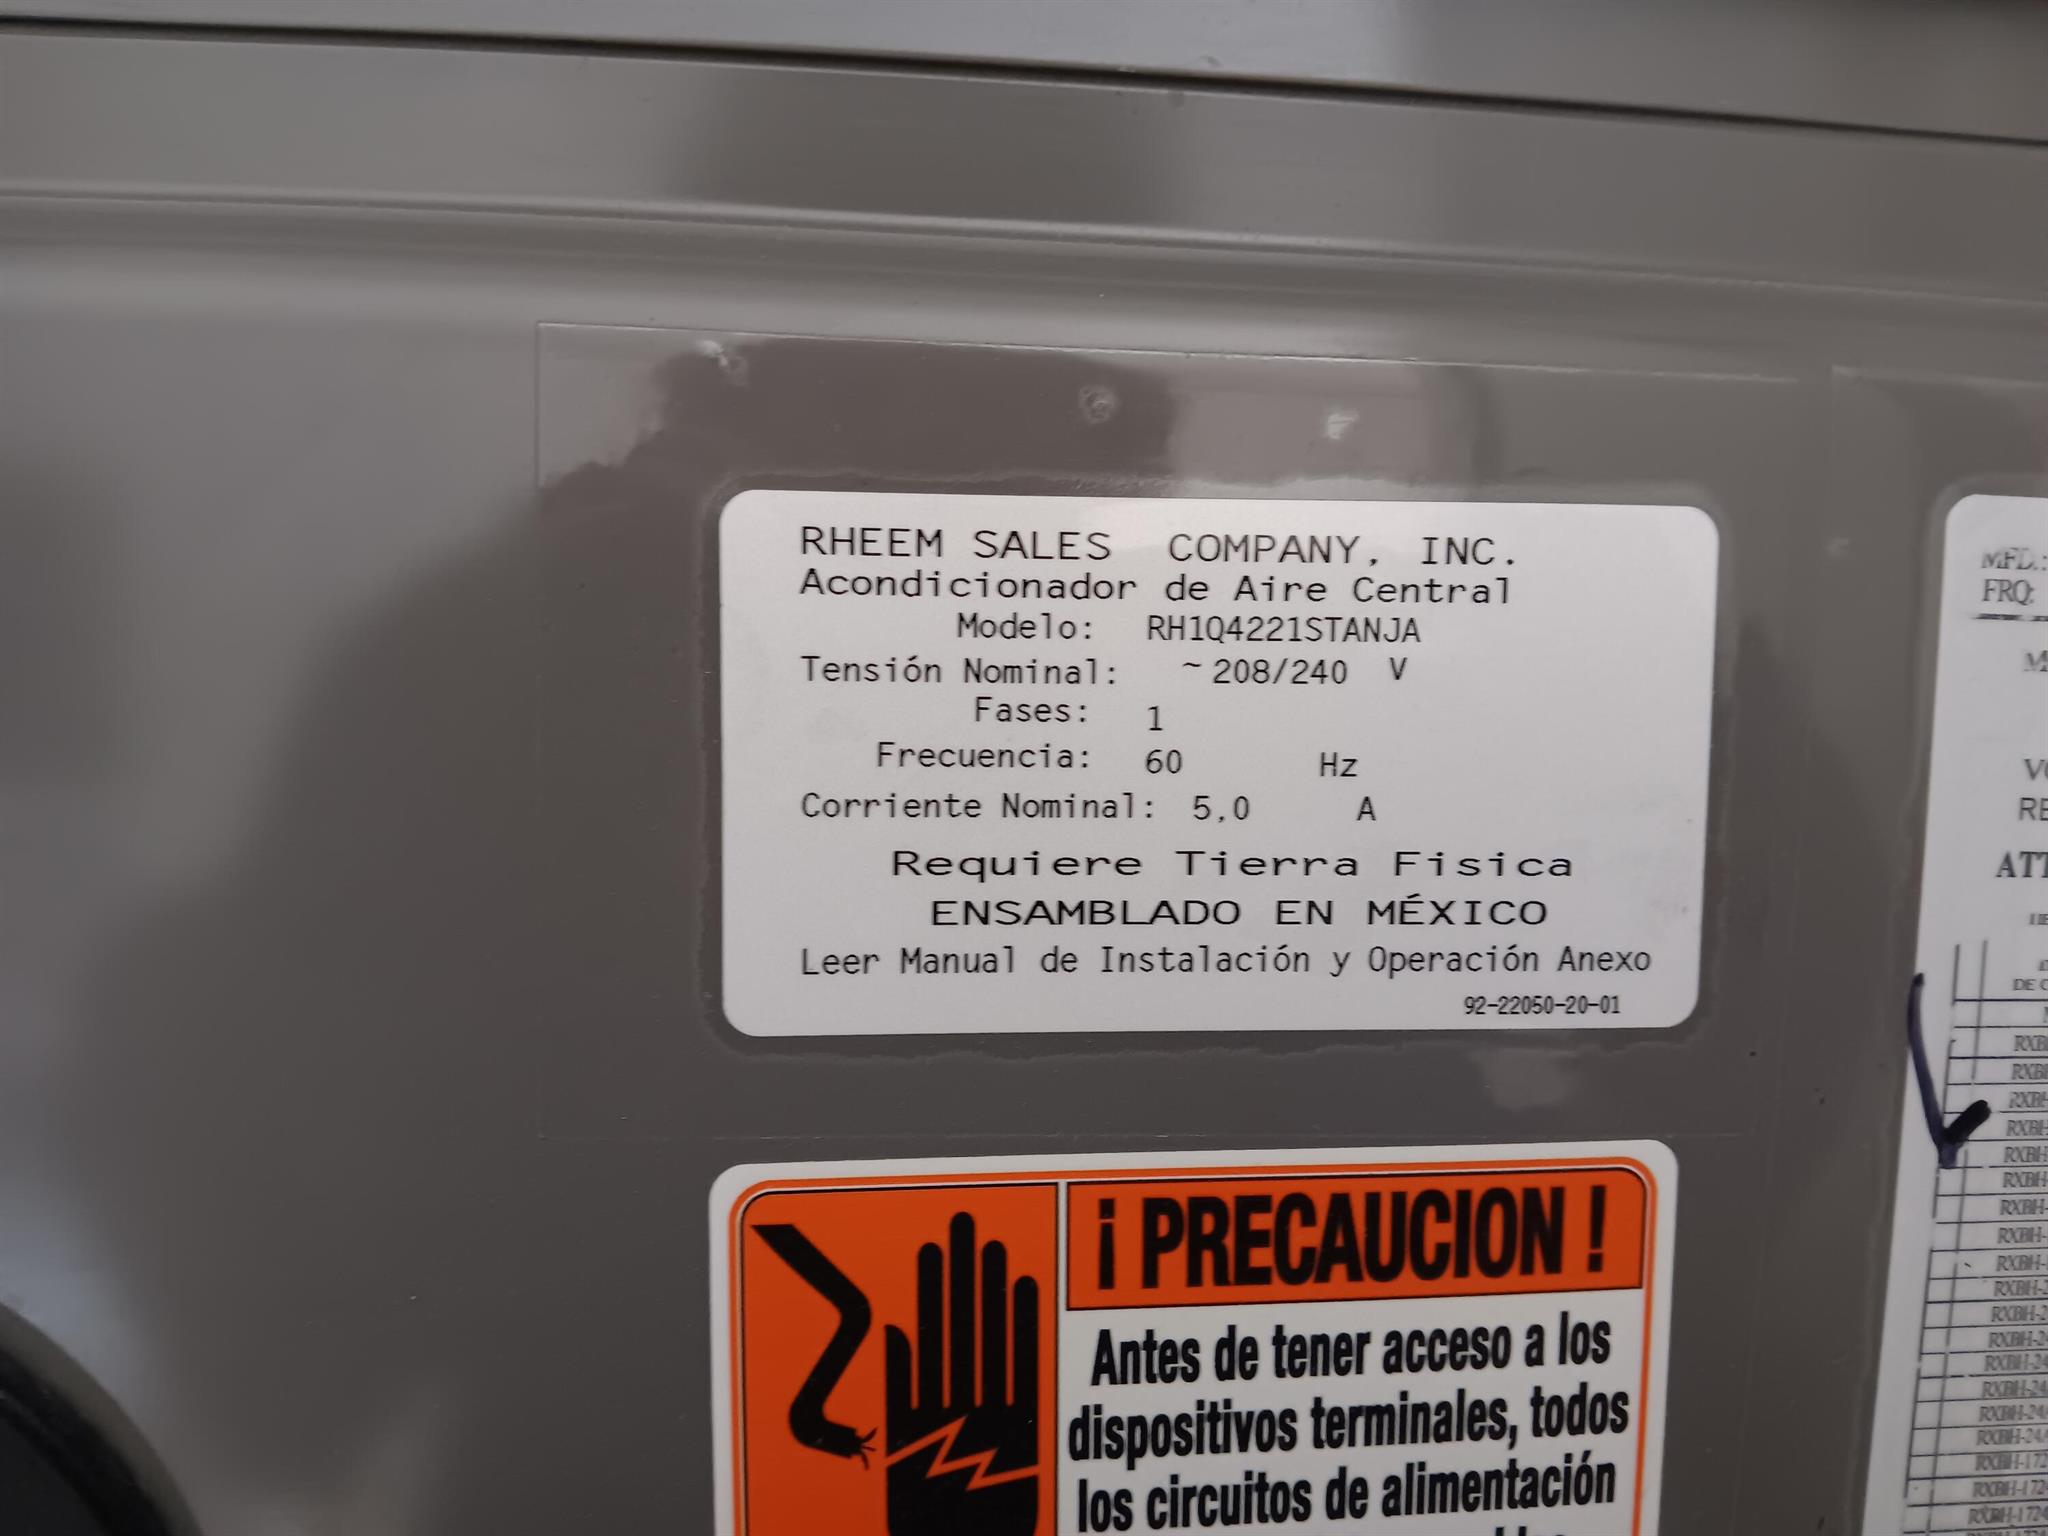 RHEEM SALES COMPANY, INC.
Acondicionador de Aire Central
Modelo: RH1Q4221STANJA
Tensión Nominal: ~ 208/240 V
Fases: 1
Frecuencia: 60 Hz
Corriente Nominal: 5,0 A
Requiere Tierra Fisica
ENSAMBLADO EN MÉXICO
Leer Manual de Instalación y Operación Anexo
92-22050-20-01
¡ PRECAUCION !
Antes de tener acceso a los
dispositivos terminales, todos
los circuitos de alimentación
MFD.:
FRQ: